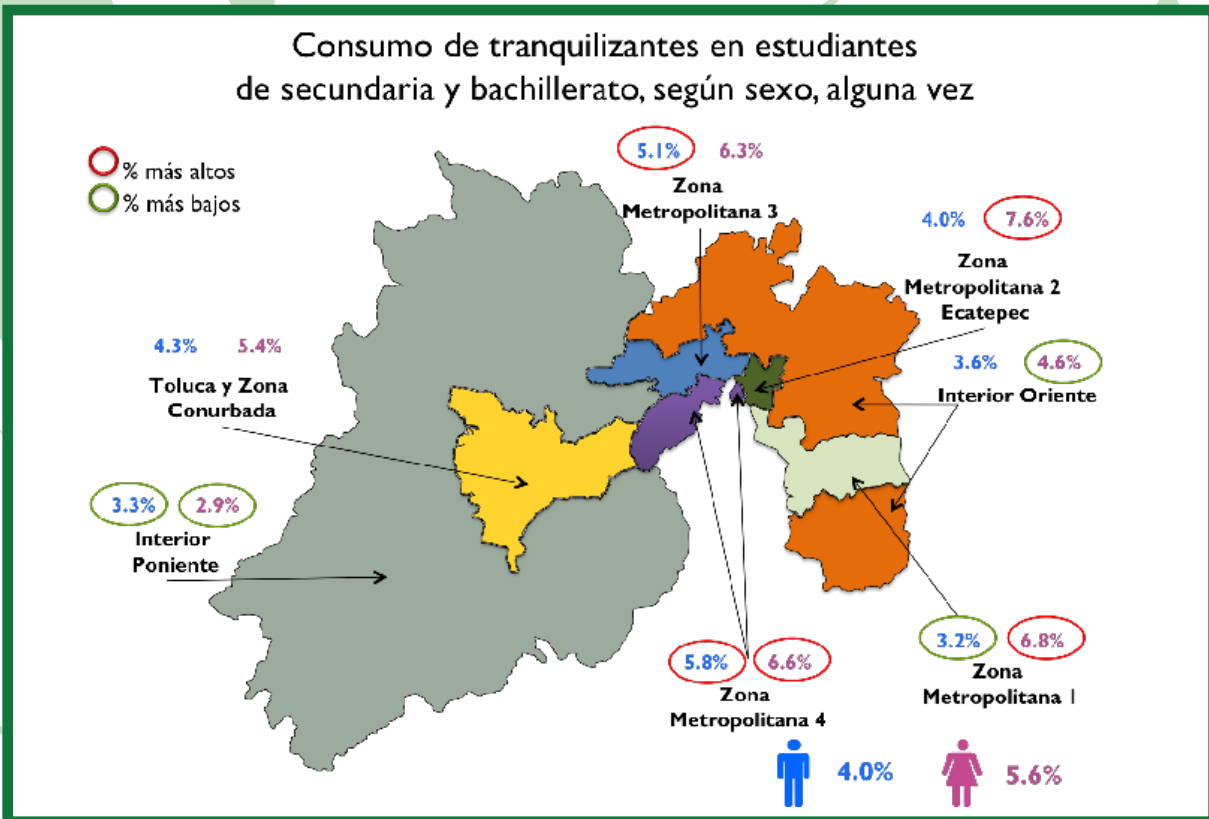 Consumo de tranquilizantes en estudiantes
de secundaria y bachillerato, según sexo, alguna vez
% más altos
% más bajos
5.1% 6.3%
Zona
Metropolitana 3
4.0% 7.6%
Zona
Metropolitana 2
Ecatepec
4.3% 5.4%
Toluca y Zona
Conurbada
3.6% 4.6%
Interior Oriente
3.3% 2.9%
Interior
Poniente
5.8% 6.6%
Zona
Metropolitana 4
3.2% 6.8%
Zona
Metropolitana 1
4.0% 5.6%